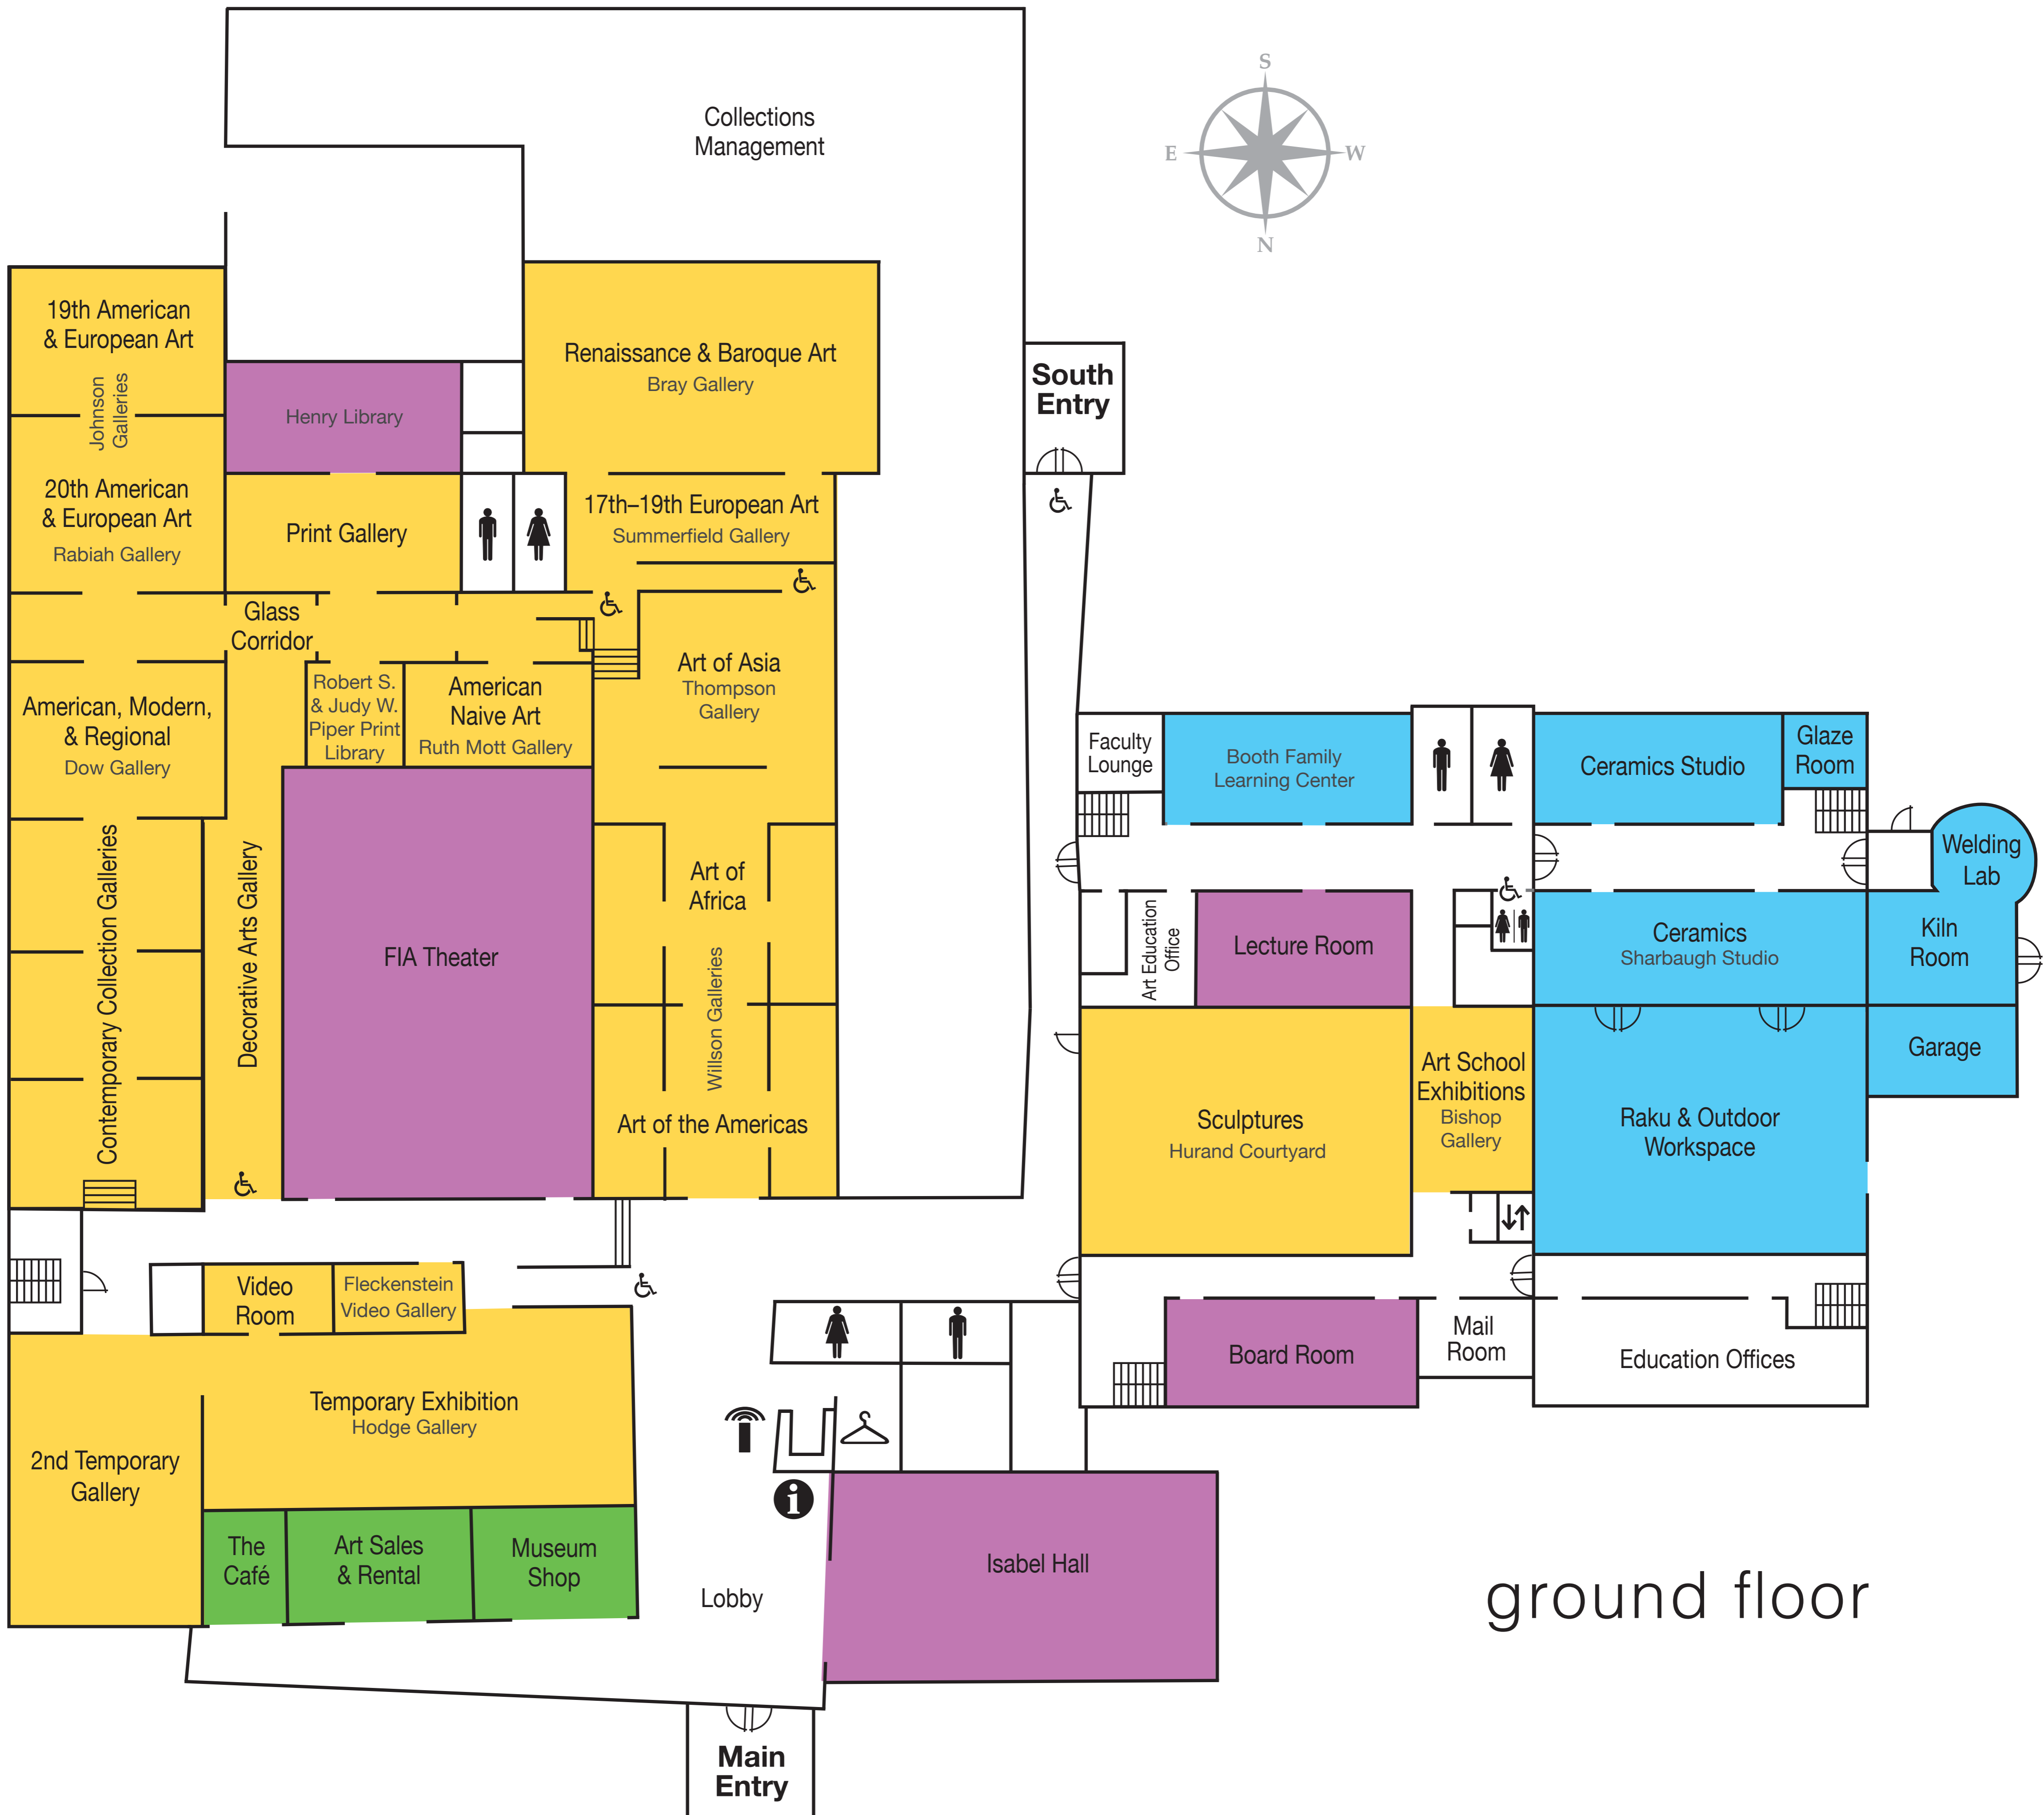 Collections
Management
S
E
W
N
19th American
& European Art
Johnson
Galleries
20th American
& European Art
Rabiah Gallery
Henry Library
Print Gallery
Renaissance & Baroque Art
Bray Gallery
17th–19th European Art
Summerfield Gallery
South
Entry
Glass
Corridor
American, Modern,
& Regional
Dow Gallery
Robert S.
& Judy W.
Piper Print
Library
American
Naive Art
Ruth Mott Gallery
Art of Asia
Thompson
Gallery
Contemporary Collection Galleries
Decorative Arts Gallery
FIA Theater
Art of
Africa
Willson Galleries
Art of the Americas
Faculty
Lounge
Booth Family
Learning Center
Ceramics Studio
Glaze
Room
Welding
Lab
Art Education
Office
Lecture Room
Ceramics
Sharbaugh Studio
Kiln
Room
Sculptures
Hurand Courtyard
Art School
Exhibitions
Bishop
Gallery
Raku & Outdoor
Workspace
Garage
Video
Room
Fleckenstein
Video Gallery
Board Room
Mail
Room
Education Offices
Temporary Exhibition
Hodge Gallery
2nd Temporary
Gallery
The
Café
Art Sales
& Rental
Museum
Shop
i
Lobby
Isabel Hall
ground floor
Main
Entry